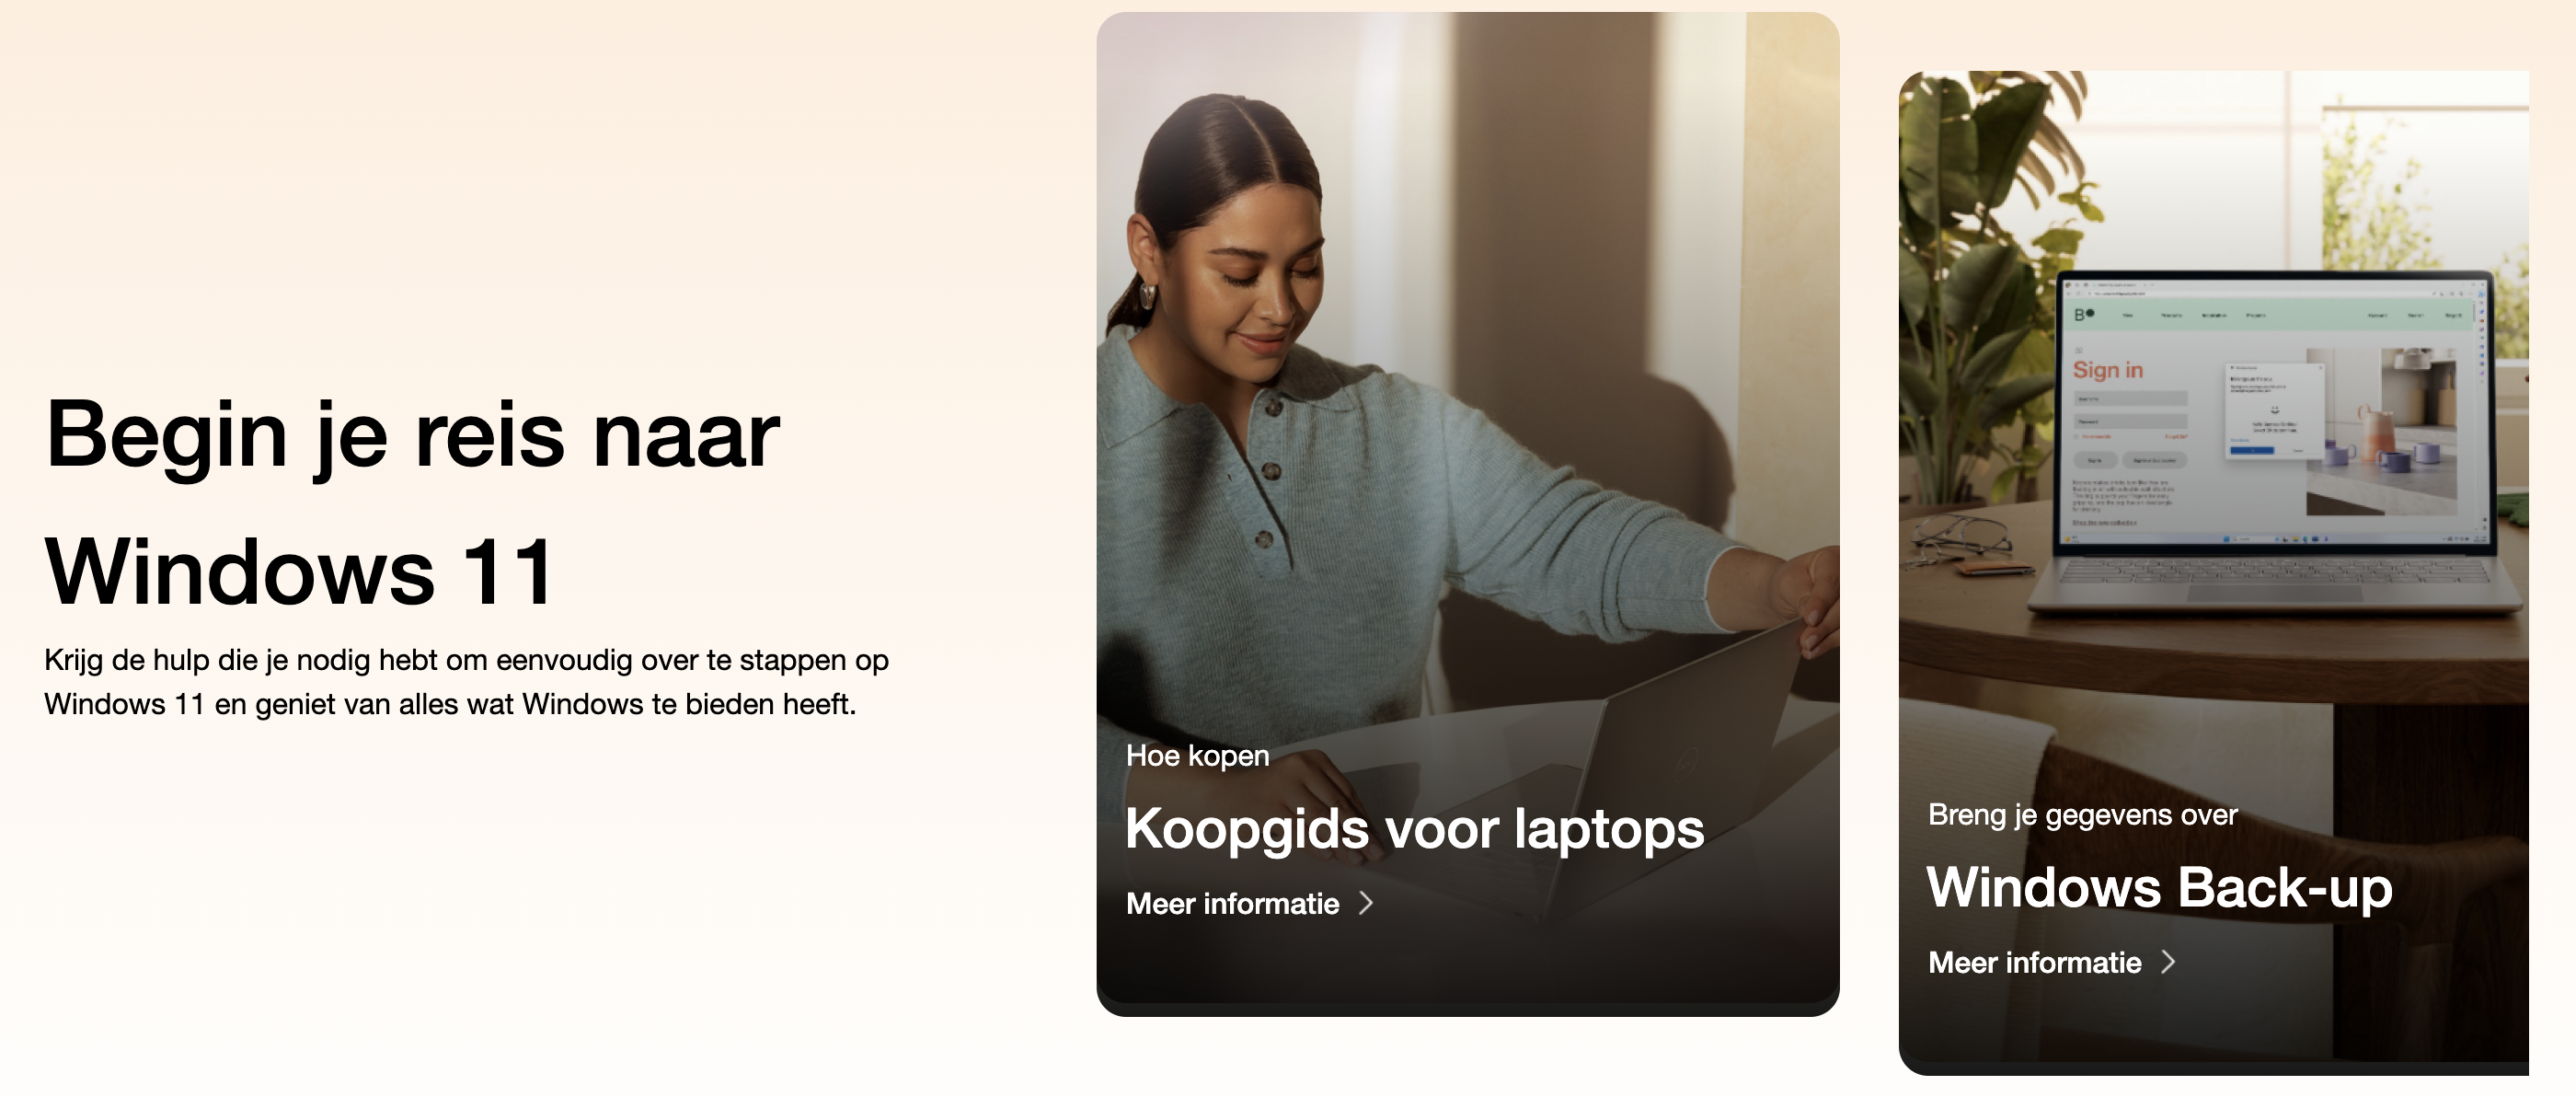 Begin je reis naar
Windows 11
Krijg de hulp die je nodig hebt om eenvoudig over te stappen op
Windows 11 en geniet van alles wat Windows te bieden heeft.
Hoe kopen
Koopgids voor laptops
Meer informatie
Sign in
Breng je gegevens over
Windows Back-up
Meer informatie